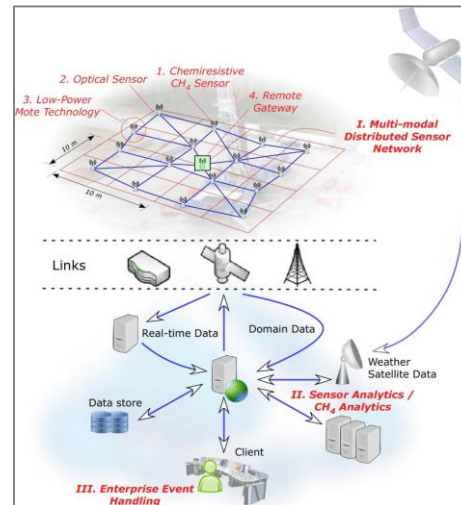 1. Chemiresistive
CH4 Sensor
2. Optical Sensor
4. Remote
Gateway
3. Low-Power
Mote Technology
I. Multi-modal
Distributed Sensor
Network
10 m
10 m
Links
Real-time Data
Domain Data
Weather
Satellite Data
II. Sensor Analytics /
CH4 Analytics
Data store
Client
III. Enterprise Event
Handling